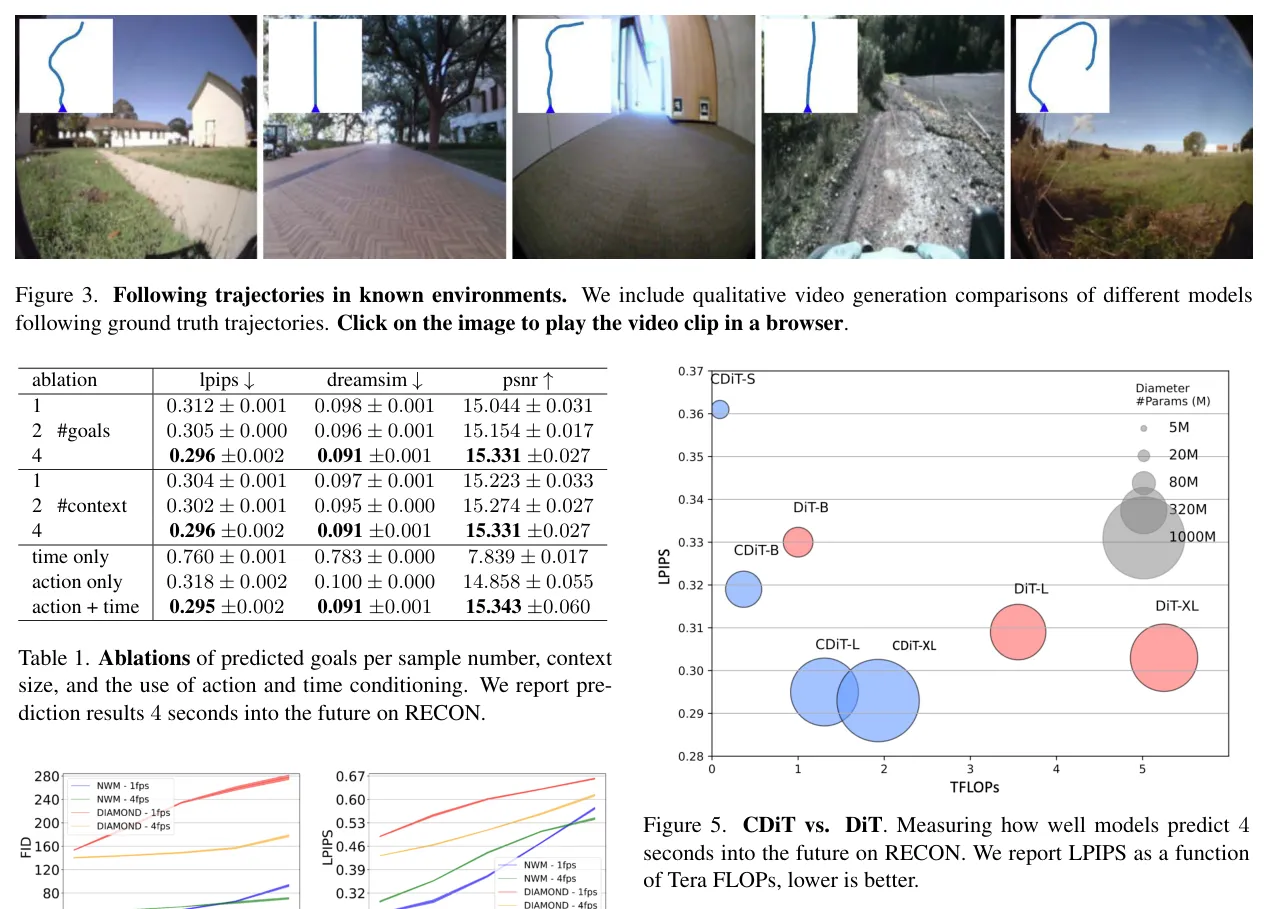 Figure 3. Following trajectories in known environments. We include qualitative video generation comparisons of different models
following ground truth trajectories. Click on the image to play the video clip in a browser.
ablation lpips ↓ dreamsim ↓ psnr ↑
1 0.312 ± 0.001 0.098 ± 0.001 15.044 ± 0.031
2 #goals 0.305 ± 0.000 0.096 ± 0.001 15.154 ± 0.017
4 0.296 ±0.002 0.091 ±0.001 15.331 ±0.027
1 0.304 ± 0.001 0.097 ± 0.001 15.223 ± 0.033
2 #context 0.302 ± 0.001 0.095 ± 0.000 15.274 ± 0.027
4 0.296 ±0.002 0.091 ±0.001 15.331 ±0.027
time only 0.760 ± 0.001 0.783 ± 0.000 7.839 ± 0.017
action only 0.318 ± 0.002 0.100 ± 0.000 14.858 ± 0.055
action + time 0.295 ±0.002 0.091 ±0.001 15.343 ±0.060
Table 1. Ablations of predicted goals per sample number, context
size, and the use of action and time conditioning. We report pre-
diction results 4 seconds into the future on RECON.
280
240
200
160
120
80
FID
NWM - 1fps
NWM - 4fps
DIAMOND - 1fps
DIAMOND - 4fps
0.67
0.60
0.53
0.46
0.39
0.32
LPIPS
NWM - 1fps
NWM - 4fps
DIAMOND - 1fps
DIAMOND - 4fps
0.37
0.36
0.35
0.34
0.33
0.32
0.31
0.30
0.29
0.28
LPIPS
CDiT-S
DiT-B
CDiT-B
DiT-L
DiT-XL
CDiT-L
CDiT-XL
Diameter
#Params (M)
5M
20M
80M
320M
1000M
0 1 2 3 4 5
TFLOPs
Figure 5. CDiT vs. DiT. Measuring how well models predict 4
seconds into the future on RECON. We report LPIPS as a function
of Tera FLOPs, lower is better.